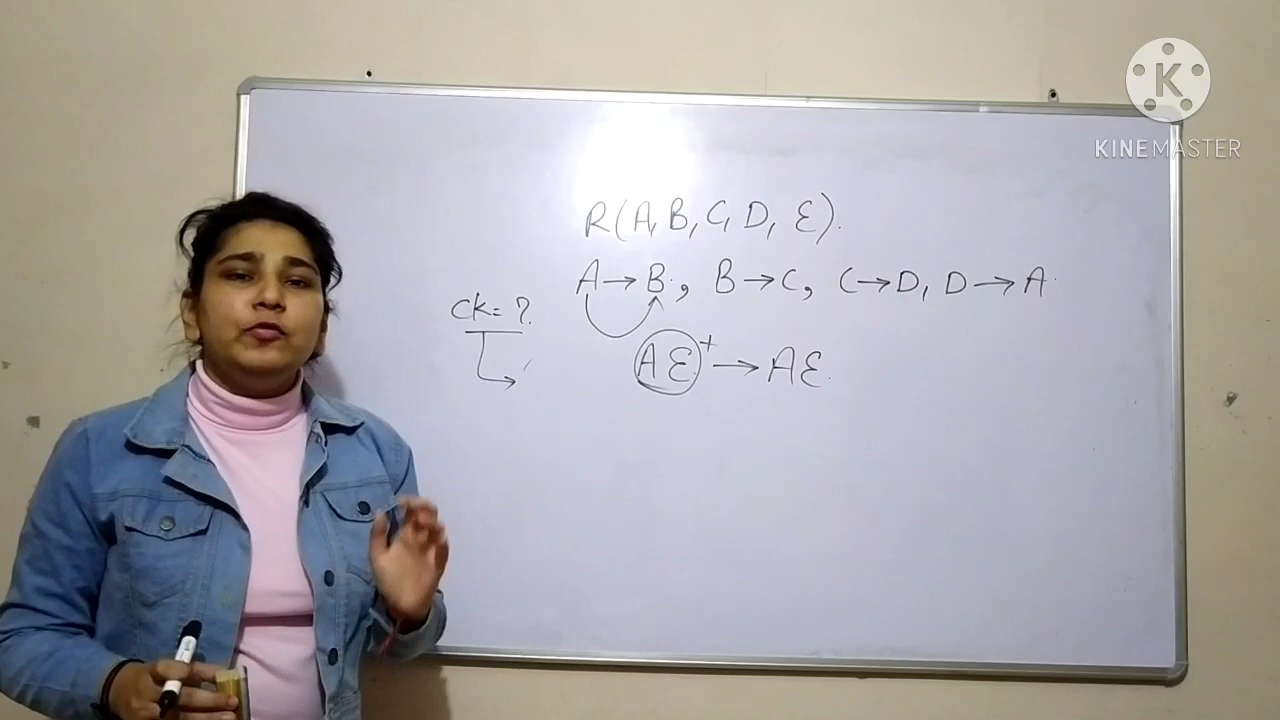 R(A, B, C, D, E).
A → B, B → C, C → D, D → A.
CK = ?
AE⁺ → AE.
K
KINEMASTER